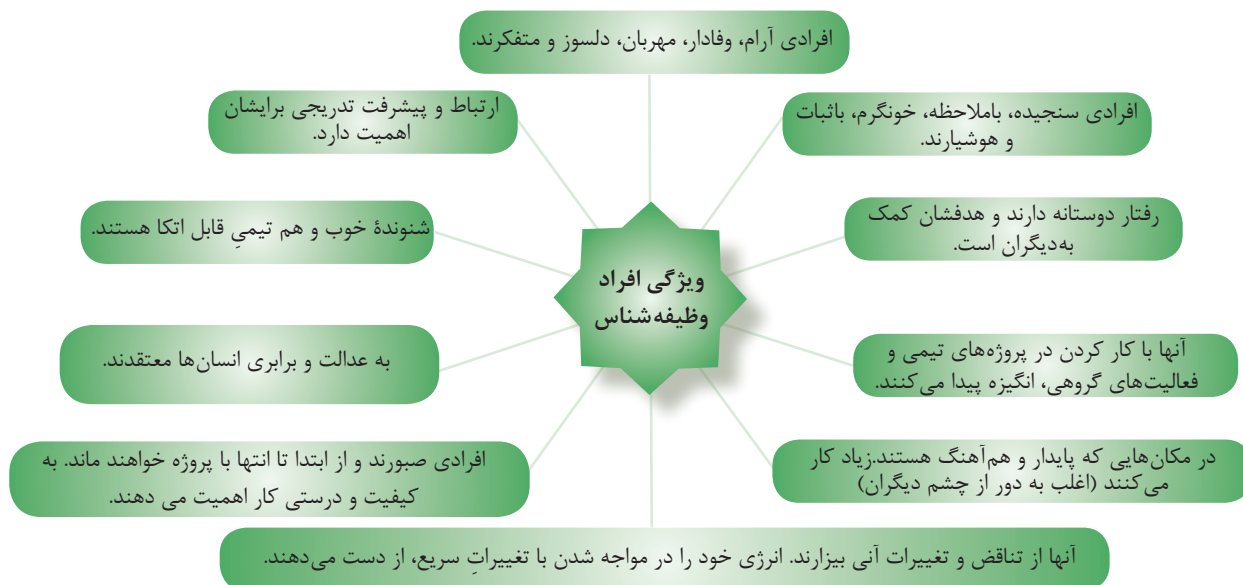 افرادی آرام، وفادار، مهربان، دلسوز و متفکرند.
افرادی سنجیده، باملاحظه، خونگرم، باثبات
و هوشیارند.
ارتباط و پیشرفت تدریجی برایشان
اهمیت دارد.
رفتار دوستانه دارند و هدفشان کمک
به‌دیگران است.
شنوندهٔ خوب و هم تیمیِ قابل اتکا هستند.
ویژگی افراد
وظیفه‌شناس
آنها با کار کردن در پروژه‌های تیمی و
فعالیت‌های گروهی، انگیزه پیدا می‌کنند.
به عدالت و برابری انسان‌ها معتقدند.
در مکان‌هایی که پایدار و هم‌آهنگ هستند.زیاد کار
می‌کنند (اغلب به دور از چشم دیگران)
افرادی صبورند و از ابتدا تا انتها با پروژه خواهند ماند. به
کیفیت و درستی کار اهمیت می دهند.
آنها از تناقض و تغییرات آنی بیزارند. انرژی خود را در مواجه شدن با تغییراتِ سریع، از دست می‌دهند.